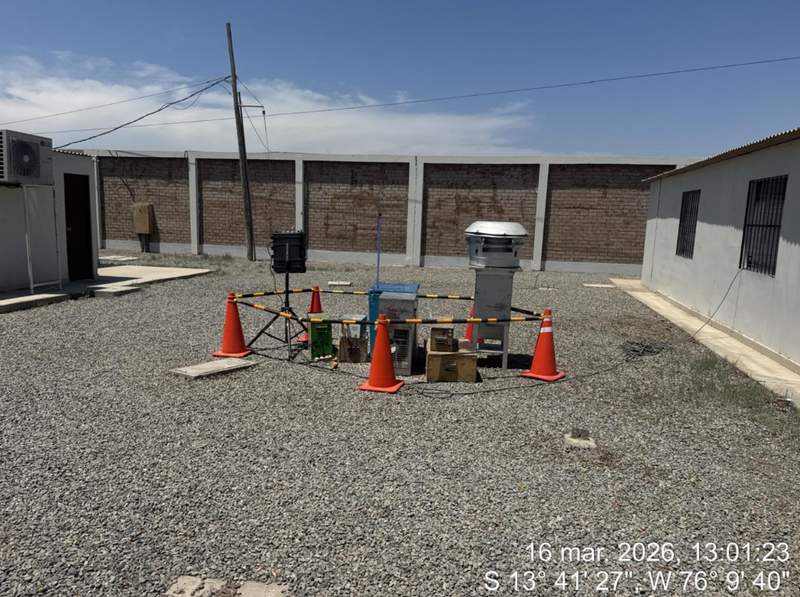 16 mar. 2026, 13:01:23
S 13° 41' 27", W 76° 9' 40"